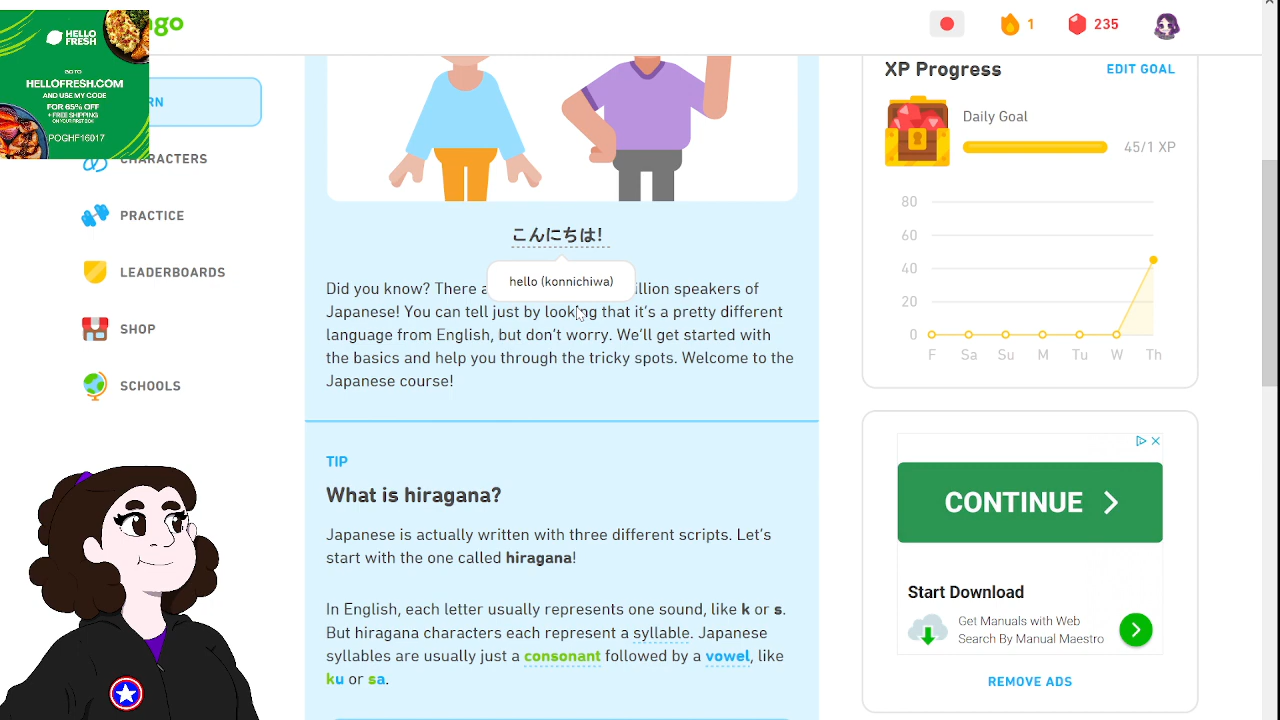 HELLO
FRESH
GO TO
HELLOFRESH.COM
AND USE MY CODE
FOR 65% OFF
+ FREE SHIPPING
ON YOUR FIRST BOX
POGHF16017
ngo
1
235
RN
CHARACTERS
PRACTICE
LEADERBOARDS
SHOP
SCHOOLS
こんにちは!
hello (konnichiwa)
Did you know? There a illion speakers of
Japanese! You can tell just by looking that it's a pretty different
language from English, but don't worry. We'll get started with
the basics and help you through the tricky spots. Welcome to the
Japanese course!
TIP
What is hiragana?
Japanese is actually written with three different scripts. Let's
start with the one called hiragana!
In English, each letter usually represents one sound, like k or s.
But hiragana characters each represent a syllable. Japanese
syllables are usually just a consonant followed by a vowel, like
ku or sa.
XP Progress
EDIT GOAL
Daily Goal
45/1 XP
80
60
40
20
0
F Sa Su M Tu W Th
CONTINUE
Start Download
Get Manuals with Web
Search By Manual Maestro
REMOVE ADS